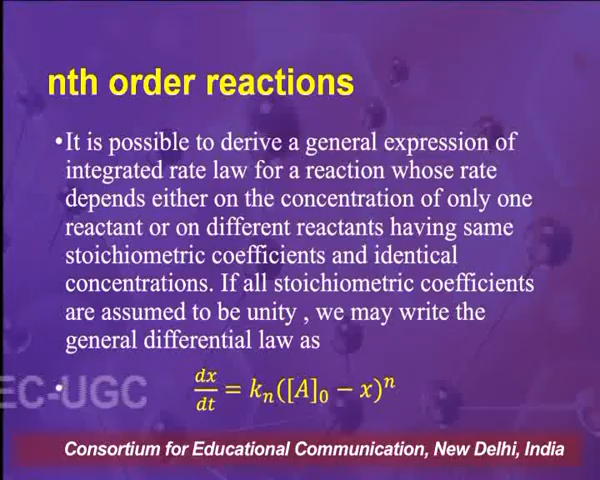 nth order reactions
•It is possible to derive a general expression of
integrated rate law for a reaction whose rate
depends either on the concentration of only one
reactant or on different reactants having same
stoichiometric coefficients and identical
concentrations. If all stoichiometric coefficients
are assumed to be unity , we may write the
general differential law as
• dx/dt = kₙ([A]₀ − x)ⁿ
EC-UGC
Consortium for Educational Communication, New Delhi, India